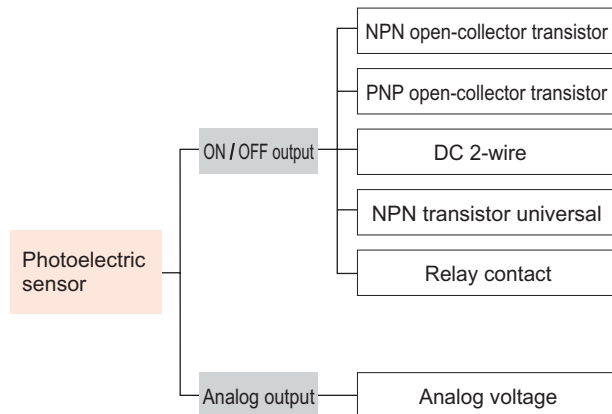 NPN open-collector transistor
PNP open-collector transistor
ON / OFF output
DC 2-wire
NPN transistor universal
Photoelectric
sensor
Relay contact
Analog output
Analog voltage